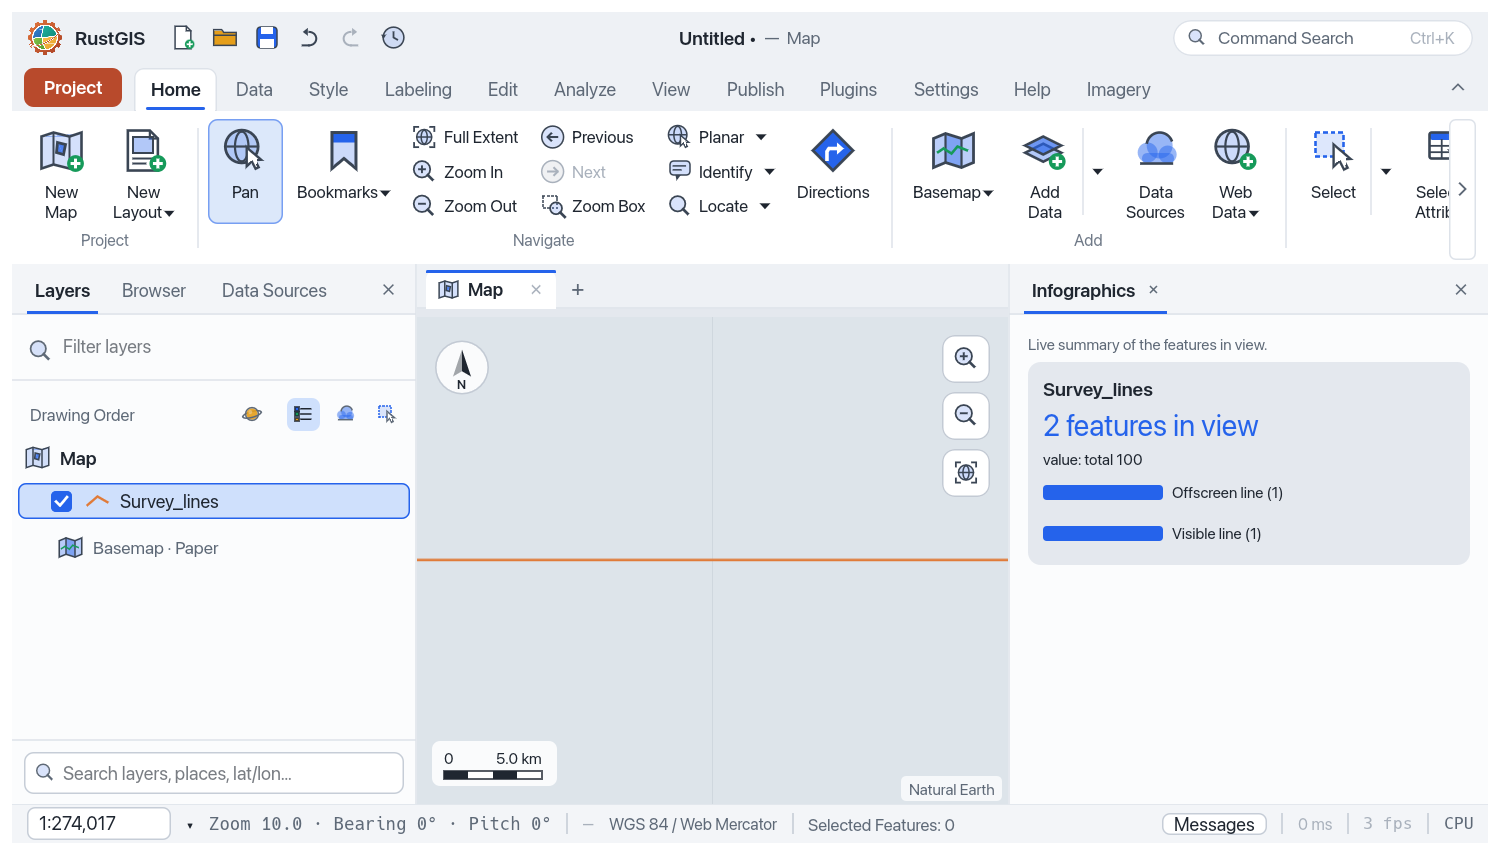 RustGIS
Untitled • — Map
Command Search Ctrl+K
Project Home Data Style Labeling Edit Analyze View Publish Plugins Settings Help Imagery
New Map
New Layout
Project
Pan
Bookmarks
Full Extent
Zoom In
Zoom Out
Previous
Next
Zoom Box
Planar
Identify
Locate
Directions
Navigate
Basemap
Add Data
Data Sources
Web Data
Add
Select
Layers Browser Data Sources
Filter layers
Drawing Order
Map
Survey_lines
Basemap · Paper
Search layers, places, lat/lon...
Map
N
0 5.0 km
Natural Earth
Infographics
Live summary of the features in view.
Survey_lines
2 features in view
value: total 100
Offscreen line (1)
Visible line (1)
1:274,017 Zoom 10.0 · Bearing 0° · Pitch 0° — WGS 84 / Web Mercator Selected Features: 0 Messages 0 ms 3 fps CPU